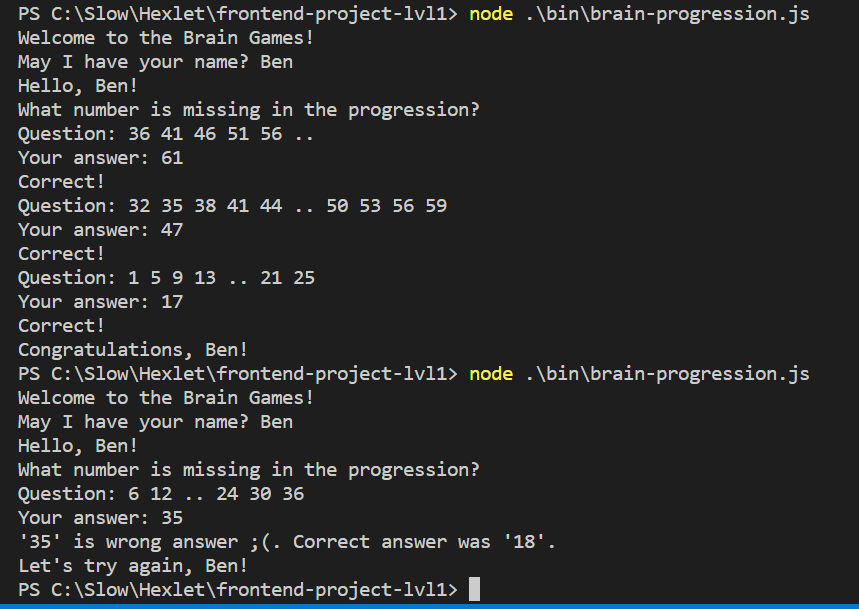 PS C:\Slow\Hexlet\frontend-project-lvl1> node .\bin\brain-progression.js
Welcome to the Brain Games!
May I have your name? Ben
Hello, Ben!
What number is missing in the progression?
Question: 36 41 46 51 56 ..
Your answer: 61
Correct!
Question: 32 35 38 41 44 .. 50 53 56 59
Your answer: 47
Correct!
Question: 1 5 9 13 .. 21 25
Your answer: 17
Correct!
Congratulations, Ben!
PS C:\Slow\Hexlet\frontend-project-lvl1> node .\bin\brain-progression.js
Welcome to the Brain Games!
May I have your name? Ben
Hello, Ben!
What number is missing in the progression?
Question: 6 12 .. 24 30 36
Your answer: 35
'35' is wrong answer ;(. Correct answer was '18'.
Let's try again, Ben!
PS C:\Slow\Hexlet\frontend-project-lvl1>